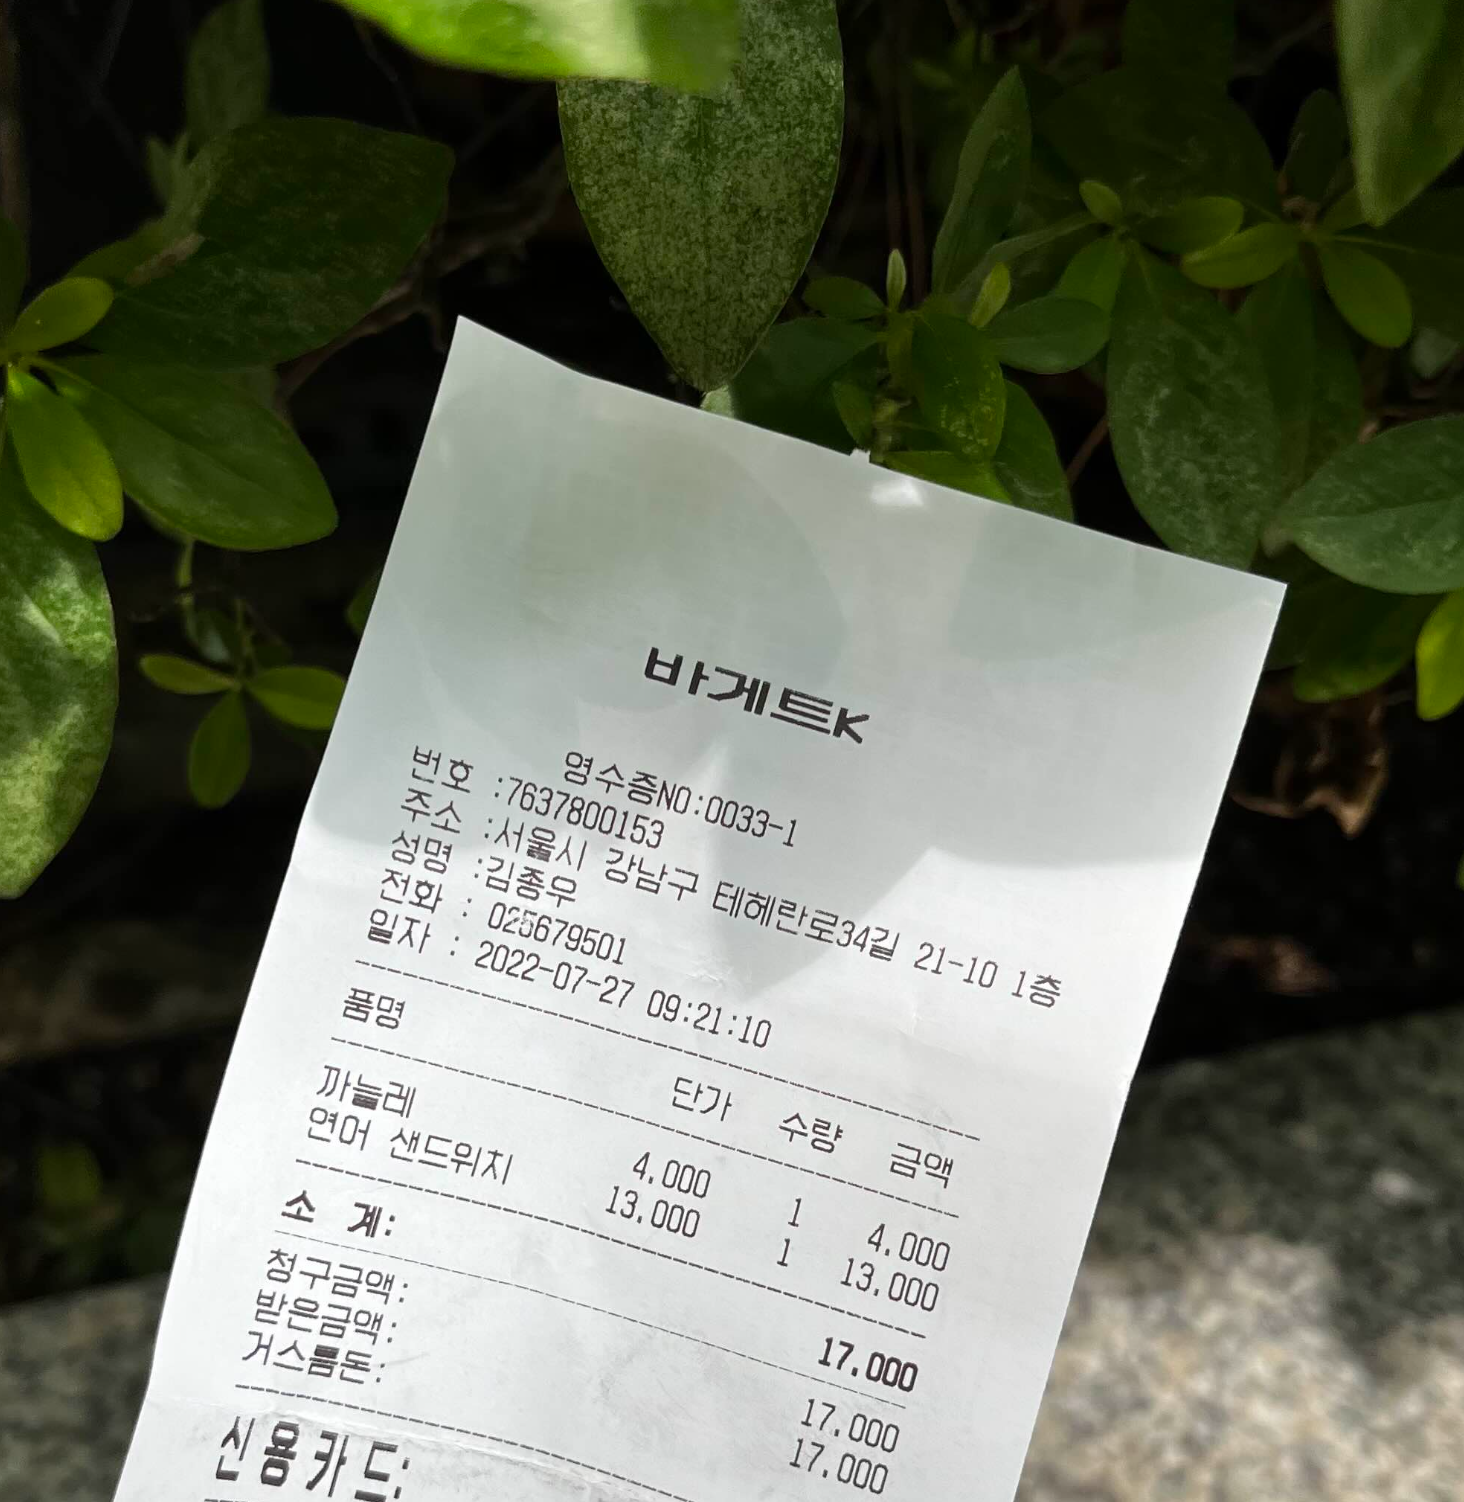 바게트K
영수증NO:0033-1
번호 :7637800153
주소 :서울시 강남구 테헤란로34길 21-10 1층
성명 :김종우
전화 : 025679501
일자 : 2022-07-27 09:21:10
품명 단가 수량 금액
까눌레 4.000 1 4.000
연어 샌드위치 13.000 1 13.000
소 계: 17.000
청구금액: 17.000
받은금액: 17.000
거스름돈:
신용카드: